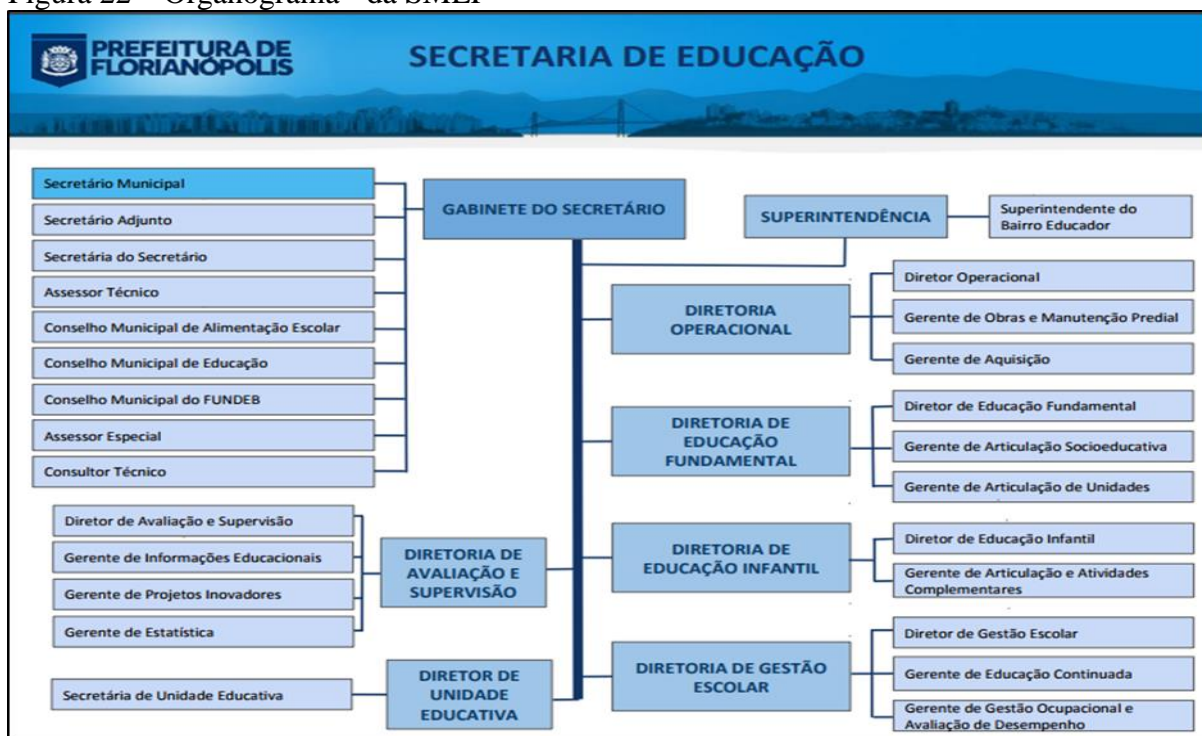 Figura 22 – Organograma da SMEF
PREFEITURA DE
FLORIANÓPOLIS
SECRETARIA DE EDUCAÇÃO
Secretário Municipal
Secretário Adjunto
Secretária do Secretário
Assessor Técnico
Conselho Municipal de Alimentação Escolar
Conselho Municipal de Educação
Conselho Municipal do FUNDEB
Assessor Especial
Consultor Técnico
GABINETE DO SECRETÁRIO
SUPERINTENDÊNCIA
Superintendente do
Bairro Educador
DIRETORIA
OPERACIONAL
Diretor Operacional
Gerente de Obras e Manutenção Predial
Gerente de Aquisição
DIRETORIA DE
EDUCAÇÃO
FUNDAMENTAL
Diretor de Educação Fundamental
Gerente de Articulação Socioeducativa
Gerente de Articulação de Unidades
Diretor de Avaliação e Supervisão
Gerente de Informações Educacionais
Gerente de Projetos Inovadores
Gerente de Estatística
DIRETORIA DE
AVALIAÇÃO E
SUPERVISÃO
DIRETORIA DE
EDUCAÇÃO INFANTIL
Diretor de Educação Infantil
Gerente de Articulação e Atividades
Complementares
Secretária de Unidade Educativa
DIRETOR DE
UNIDADE
EDUCATIVA
DIRETORIA DE GESTÃO
ESCOLAR
Diretor de Gestão Escolar
Gerente de Educação Continuada
Gerente de Gestão Ocupacional e
Avaliação de Desempenho